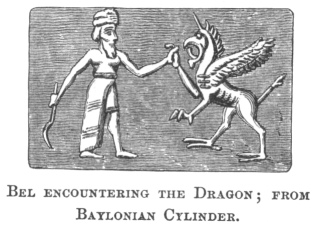 BEL ENCOUNTERING THE DRAGON; FROM
BAYLONIAN CYLINDER.